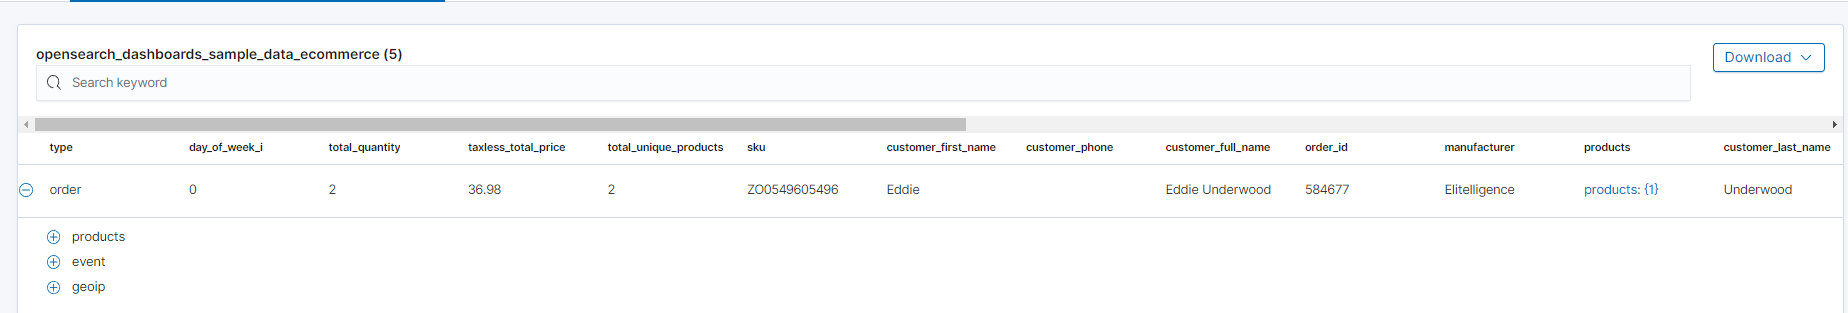 opensearch_dashboards_sample_data_ecommerce (5)
Download
Search keyword
type day_of_week_i total_quantity taxless_total_price total_unique_products sku customer_first_name customer_phone customer_full_name order_id manufacturer products customer_last_name
order 0 2 36.98 2 ZO0549605496 Eddie Eddie Underwood 584677 Elitelligence products: {1} Underwood
products
event
geoip